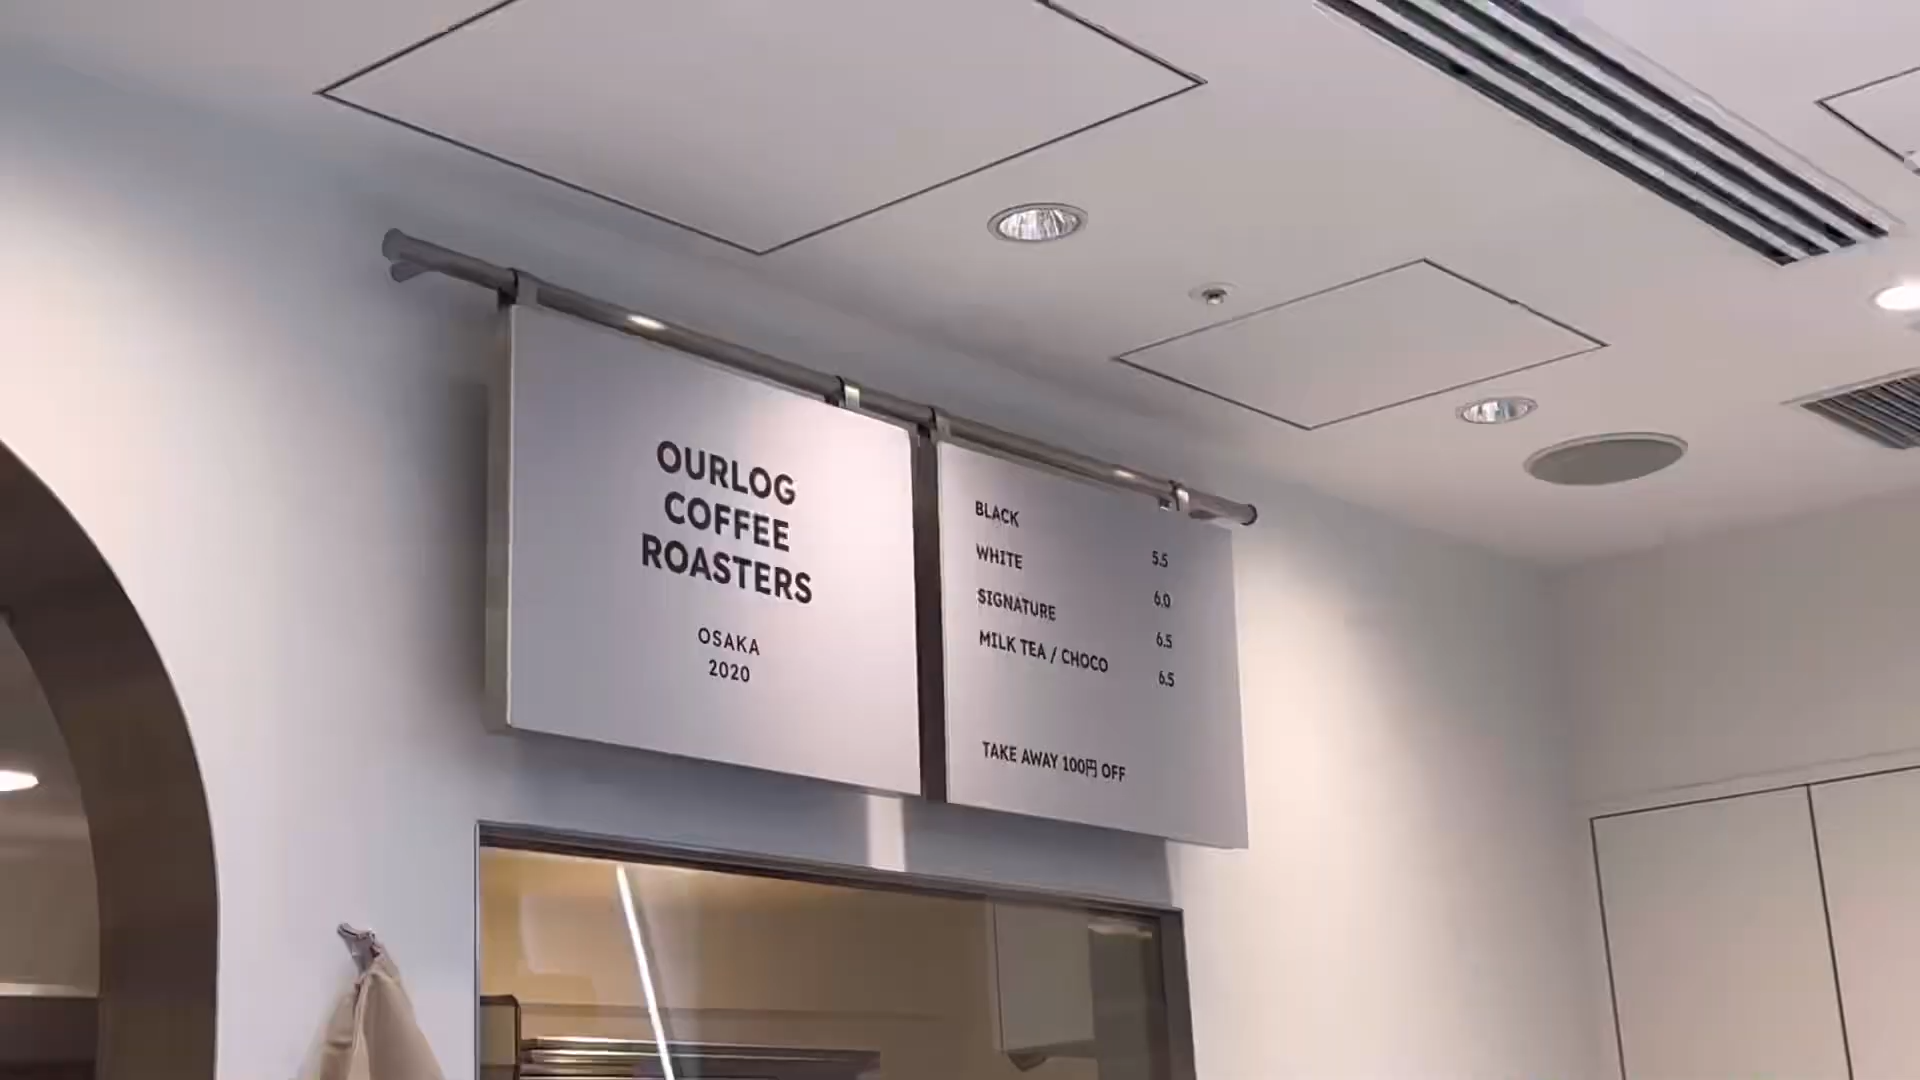 OURLOG
COFFEE
ROASTERS
OSAKA
2020
BLACK 5.5
WHITE 6.0
SIGNATURE 6.5
MILK TEA / CHOCO 6.5
TAKE AWAY 100円 OFF